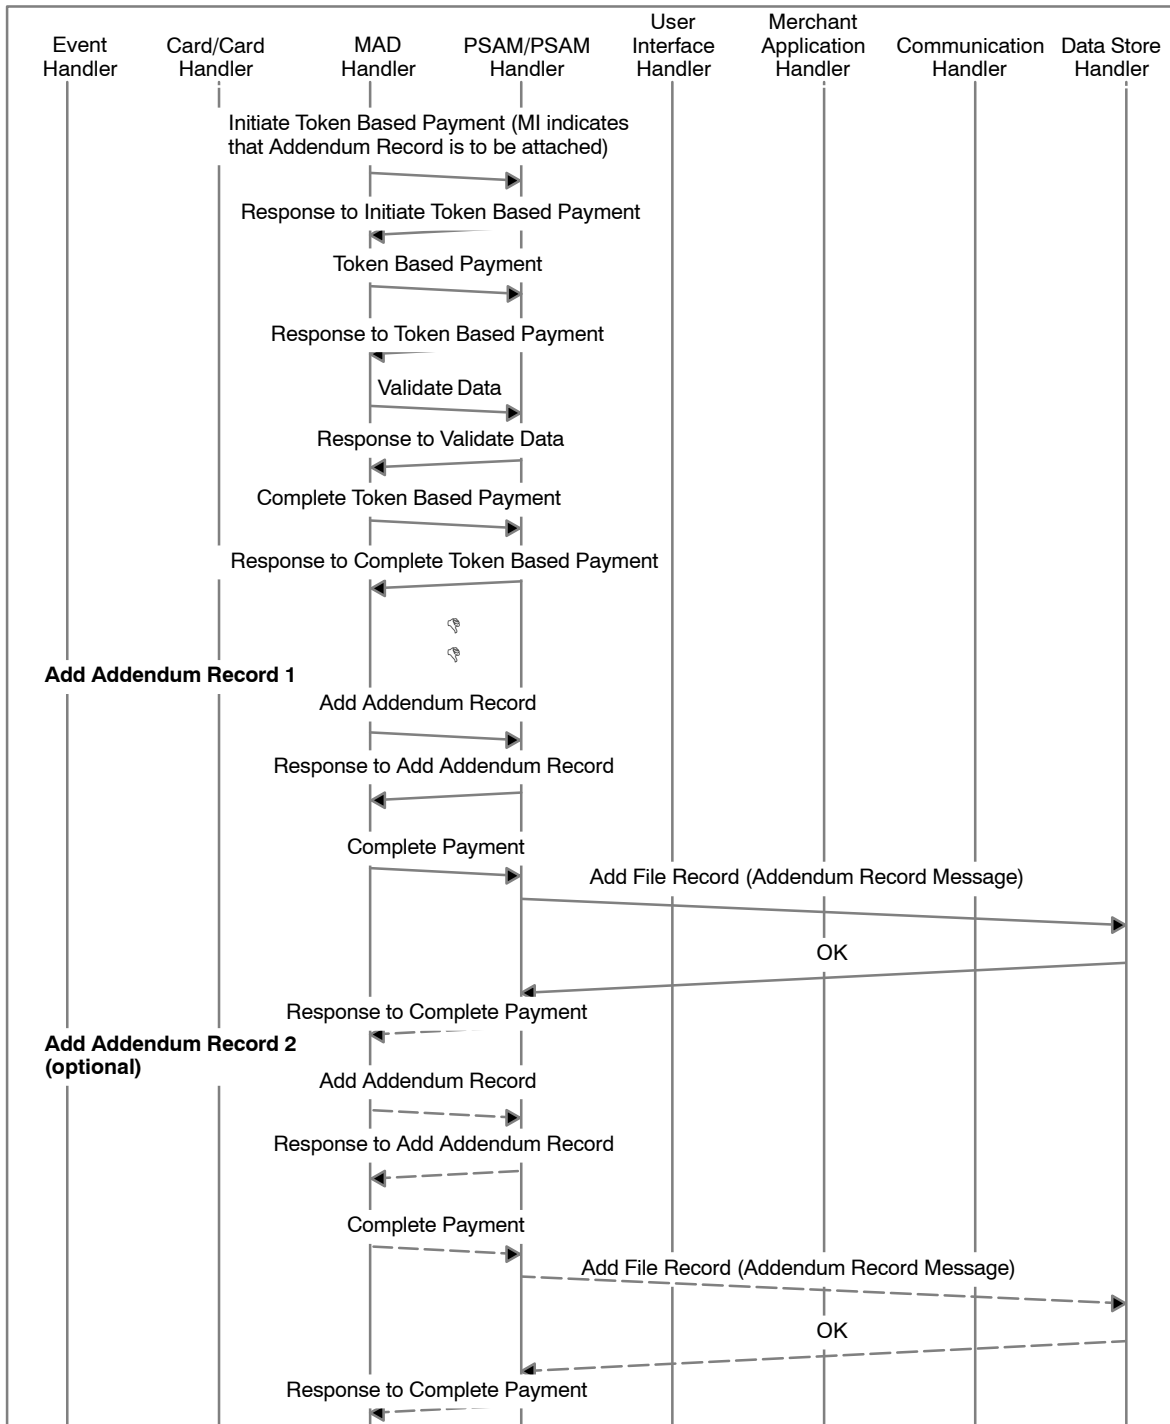 Event Handler
Card/Card Handler
MAD Handler
PSAM/PSAM Handler
User Interface Handler
Merchant Application Handler
Communication Handler
Data Store Handler
Initiate Token Based Payment (MI indicates
that Addendum Record is to be attached)
Response to Initiate Token Based Payment
Token Based Payment
Response to Token Based Payment
Validate Data
Response to Validate Data
Complete Token Based Payment
Response to Complete Token Based Payment
Add Addendum Record 1
Add Addendum Record
Response to Add Addendum Record
Complete Payment
Add File Record (Addendum Record Message)
OK
Response to Complete Payment
Add Addendum Record 2
(optional)
Add Addendum Record
Response to Add Addendum Record
Complete Payment
Add File Record (Addendum Record Message)
OK
Response to Complete Payment